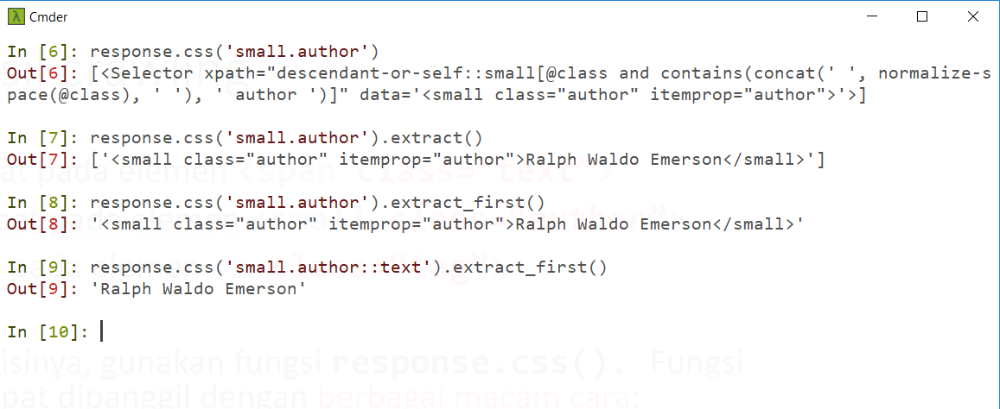 Cmder
In [6]: response.css('small.author')
Out[6]: [<Selector xpath="descendant-or-self::small[@class and contains(concat(' ', normalize-s
pace(@class), ' '), ' author ')]" data='<small class="author" itemprop="author">'>]
In [7]: response.css('small.author').extract()
Out[7]: ['<small class="author" itemprop="author">Ralph Waldo Emerson</small>']
at pada elemen <span class="text">
In [8]: response.css('small.author').extract_first()
Out[8]: '<small class="author" itemprop="author">Ralph Waldo Emerson</small>'
In [9]: response.css('small.author::text').extract_first()
Out[9]: 'Ralph Waldo Emerson'
In [10]:
isinya, gunakan fungsi response.css(). Fungsi
pat dipanggil dengan berbagai macam cara: